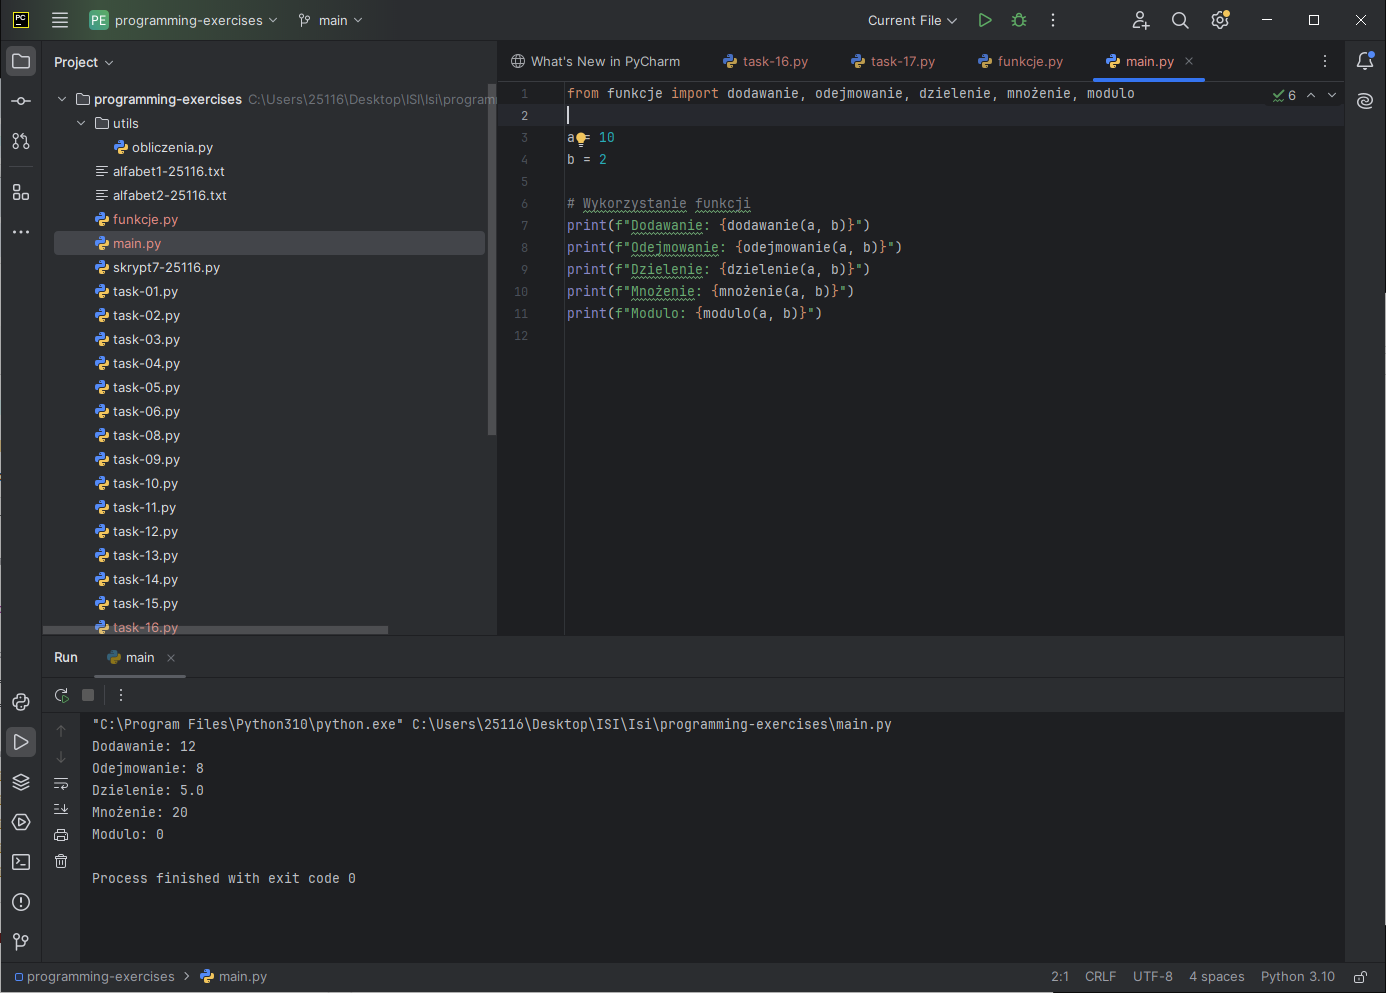 PC
PE programming-exercises main Current File
Project
programming-exercises C:\Users\25116\Desktop\ISI\Isi\programm
utils
obliczenia.py
alfabet1-25116.txt
alfabet2-25116.txt
funkcje.py
main.py
skrypt7-25116.py
task-01.py
task-02.py
task-03.py
task-04.py
task-05.py
task-06.py
task-08.py
task-09.py
task-10.py
task-11.py
task-12.py
task-13.py
task-14.py
task-15.py
task-16.py
What's New in PyCharm task-16.py task-17.py funkcje.py main.py
1 from funkcje import dodawanie, odejmowanie, dzielenie, mnożenie, modulo
6
2
3 a = 10
4 b = 2
5
6 # Wykorzystanie funkcji
7 print(f"Dodawanie: {dodawanie(a, b)}")
8 print(f"Odejmowanie: {odejmowanie(a, b)}")
9 print(f"Dzielenie: {dzielenie(a, b)}")
10 print(f"Mnożenie: {mnożenie(a, b)}")
11 print(f"Modulo: {modulo(a, b)}")
12
Run main
"C:\Program Files\Python310\python.exe" C:\Users\25116\Desktop\ISI\Isi\programming-exercises\main.py
Dodawanie: 12
Odejmowanie: 8
Dzielenie: 5.0
Mnożenie: 20
Modulo: 0
Process finished with exit code 0
programming-exercises > main.py 2:1 CRLF UTF-8 4 spaces Python 3.10